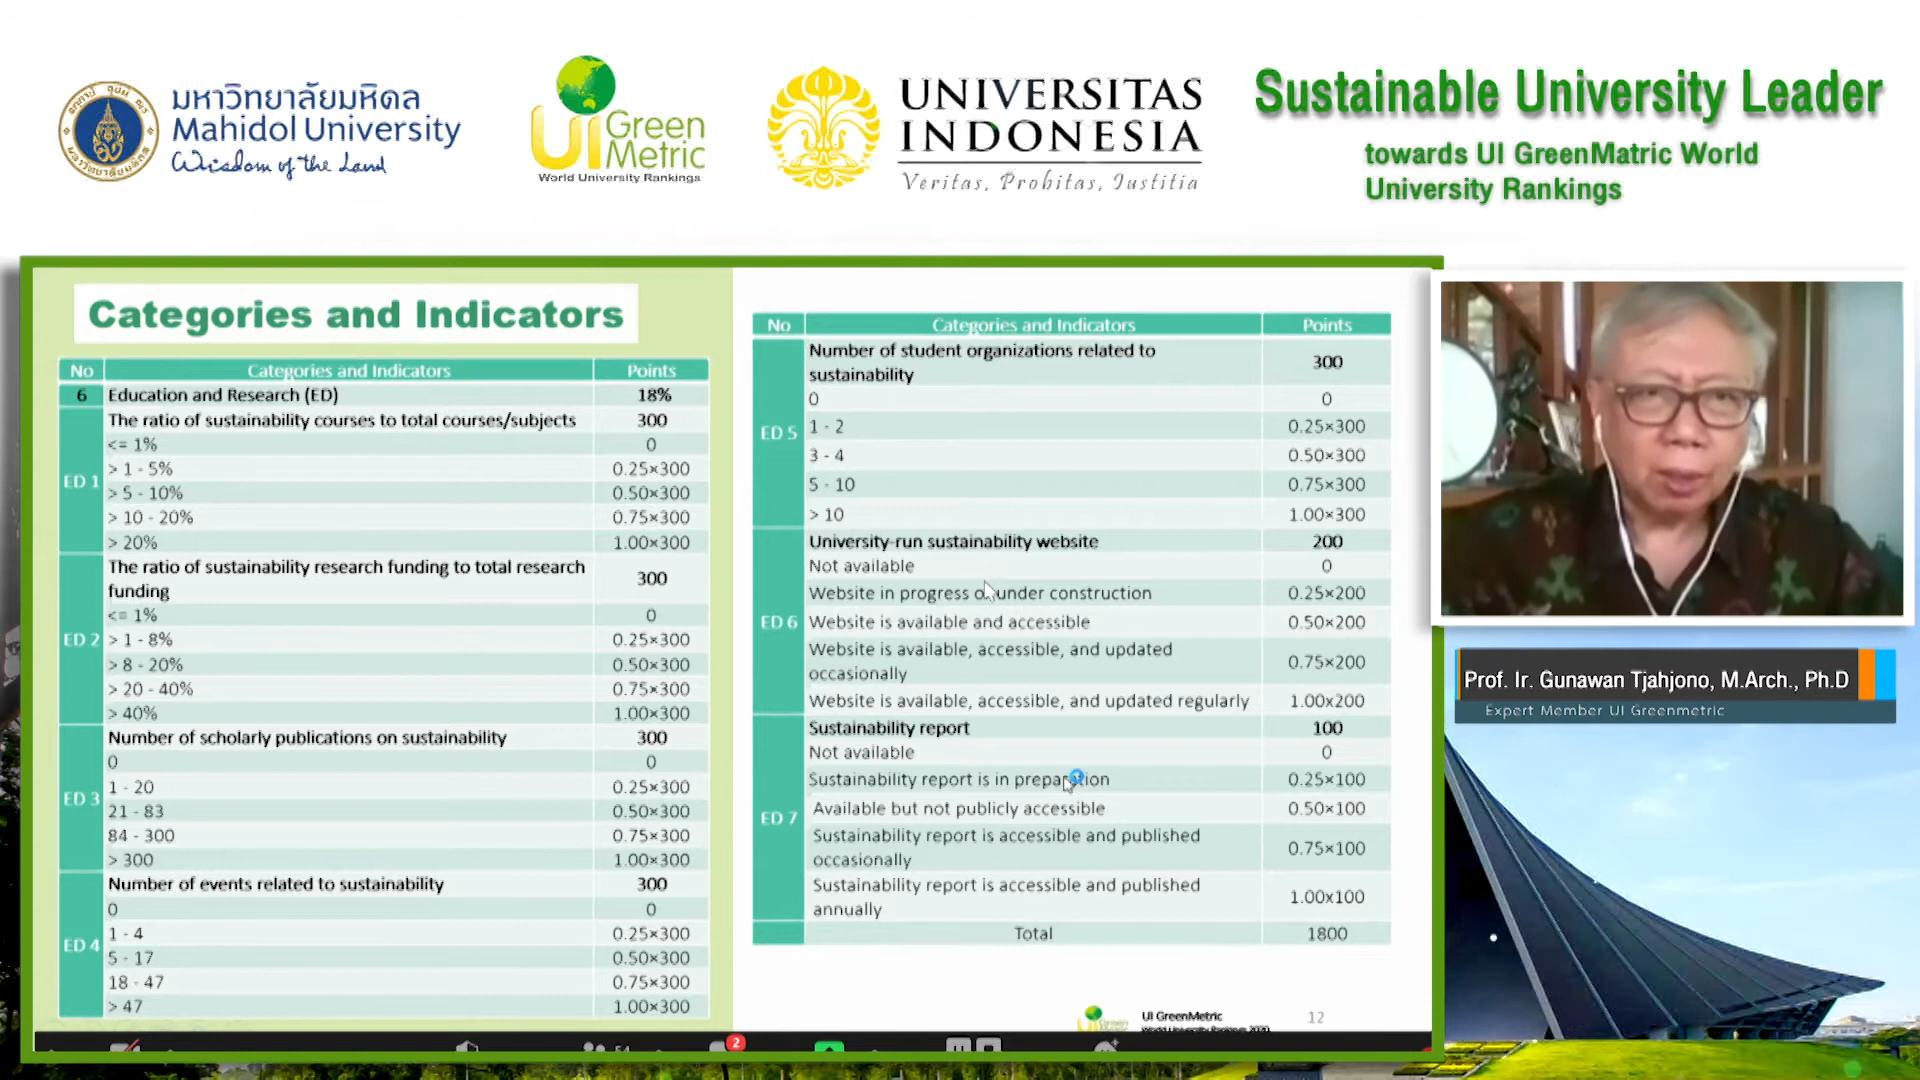 มหาวิทยาลัยมหิดล
Mahidol University
Wisdom of the Land
UI Green
Metric
World University Rankings
UNIVERSITAS
INDONESIA
Veritas, Probitas, Iustitia
Sustainable University Leader
towards UI GreenMatric World
University Rankings
Categories and Indicators
No Categories and Indicators Points
6 Education and Research (ED) 18%
ED 1
The ratio of sustainability courses to total courses/subjects 300
<= 1% 0
> 1 - 5% 0.25×300
> 5 - 10% 0.50×300
> 10 - 20% 0.75×300
> 20% 1.00×300
ED 2
The ratio of sustainability research funding to total research
funding 300
<= 1% 0
> 1 - 8% 0.25×300
> 8 - 20% 0.50×300
> 20 - 40% 0.75×300
> 40% 1.00×300
ED 3
Number of scholarly publications on sustainability 300
0 0
1 - 20 0.25×300
21 - 83 0.50×300
84 - 300 0.75×300
> 300 1.00×300
ED 4
Number of events related to sustainability 300
0 0
1 - 4 0.25×300
5 - 17 0.50×300
18 - 47 0.75×300
> 47 1.00×300
No Categories and Indicators Points
ED 5
Number of student organizations related to
sustainability 300
0 0
1 - 2 0.25×300
3 - 4 0.50×300
5 - 10 0.75×300
> 10 1.00×300
ED 6
University-run sustainability website 200
Not available 0
Website in progress or under construction 0.25×200
Website is available and accessible 0.50×200
Website is available, accessible, and updated
occasionally 0.75×200
Website is available, accessible, and updated regularly 1.00x200
ED 7
Sustainability report 100
Not available 0
Sustainability report is in preparation 0.25×100
Available but not publicly accessible 0.50×100
Sustainability report is accessible and published
occasionally 0.75×100
Sustainability report is accessible and published
annually 1.00x100
Total 1800
UI GreenMetric
World University Rankings 2020
12
2
Prof. Ir. Gunawan Tjahjono, M.Arch., Ph.D
Expert Member UI Greenmetric